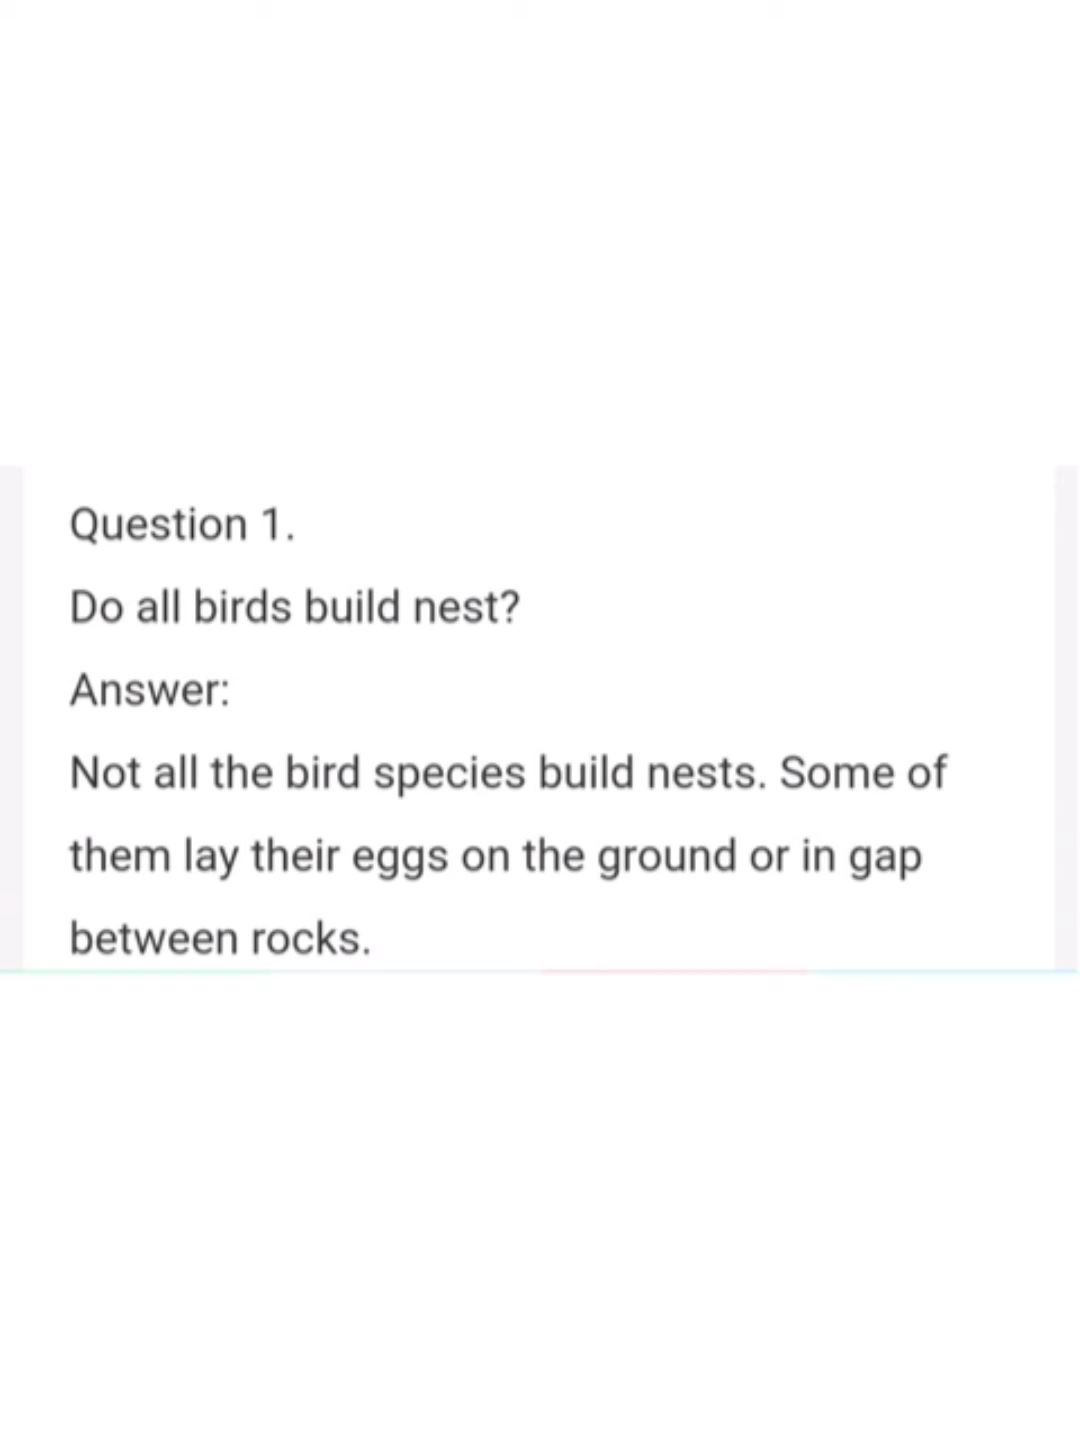 Question 1.
Do all birds build nest?
Answer:
Not all the bird species build nests. Some of
them lay their eggs on the ground or in gap
between rocks.